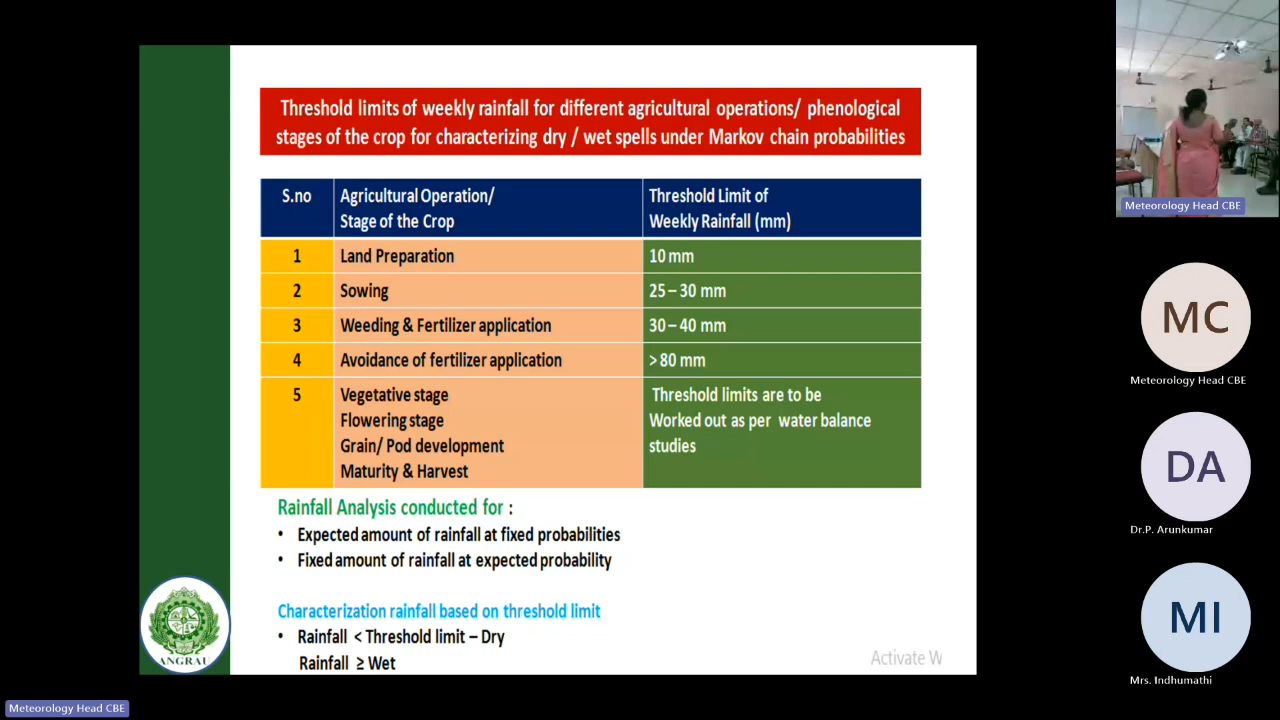 Threshold limits of weekly rainfall for different agricultural operations/ phenological
stages of the crop for characterizing dry / wet spells under Markov chain probabilities
S.no
Agricultural Operation/
Stage of the Crop
Threshold Limit of
Weekly Rainfall (mm)
1
Land Preparation
10 mm
2
Sowing
25 – 30 mm
3
Weeding & Fertilizer application
30 – 40 mm
4
Avoidance of fertilizer application
> 80 mm
5
Vegetative stage
Flowering stage
Grain/ Pod development
Maturity & Harvest
Threshold limits are to be
Worked out as per water balance
studies
Rainfall Analysis conducted for :
• Expected amount of rainfall at fixed probabilities
• Fixed amount of rainfall at expected probability
Characterization rainfall based on threshold limit
• Rainfall < Threshold limit – Dry
Rainfall ≥ Wet
ANGRAU
Activate W
Meteorology Head CBE
Meteorology Head CBE
MC
Meteorology Head CBE
DA
Dr.P. Arunkumar
MI
Mrs. Indhumathi